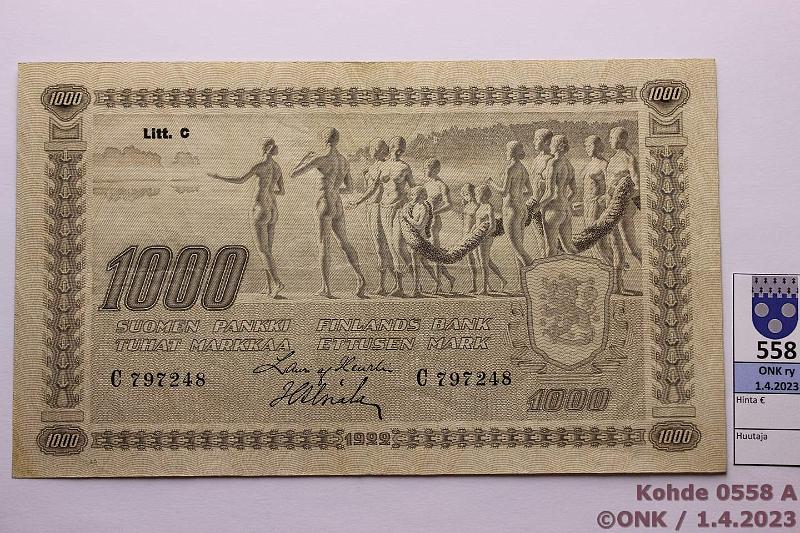 1000
1000
Litt. C
1000
SUOMEN PANKKI FINLANDS BANK
TUHAT MARKKAA ETTUSEN MARK
C 797248
C 797248
1000
1000
1922
1000
558
ONK ry
1.4.2023
Hinta €
Huutaja
Kohde 0558 A
©ONK / 1.4.2023